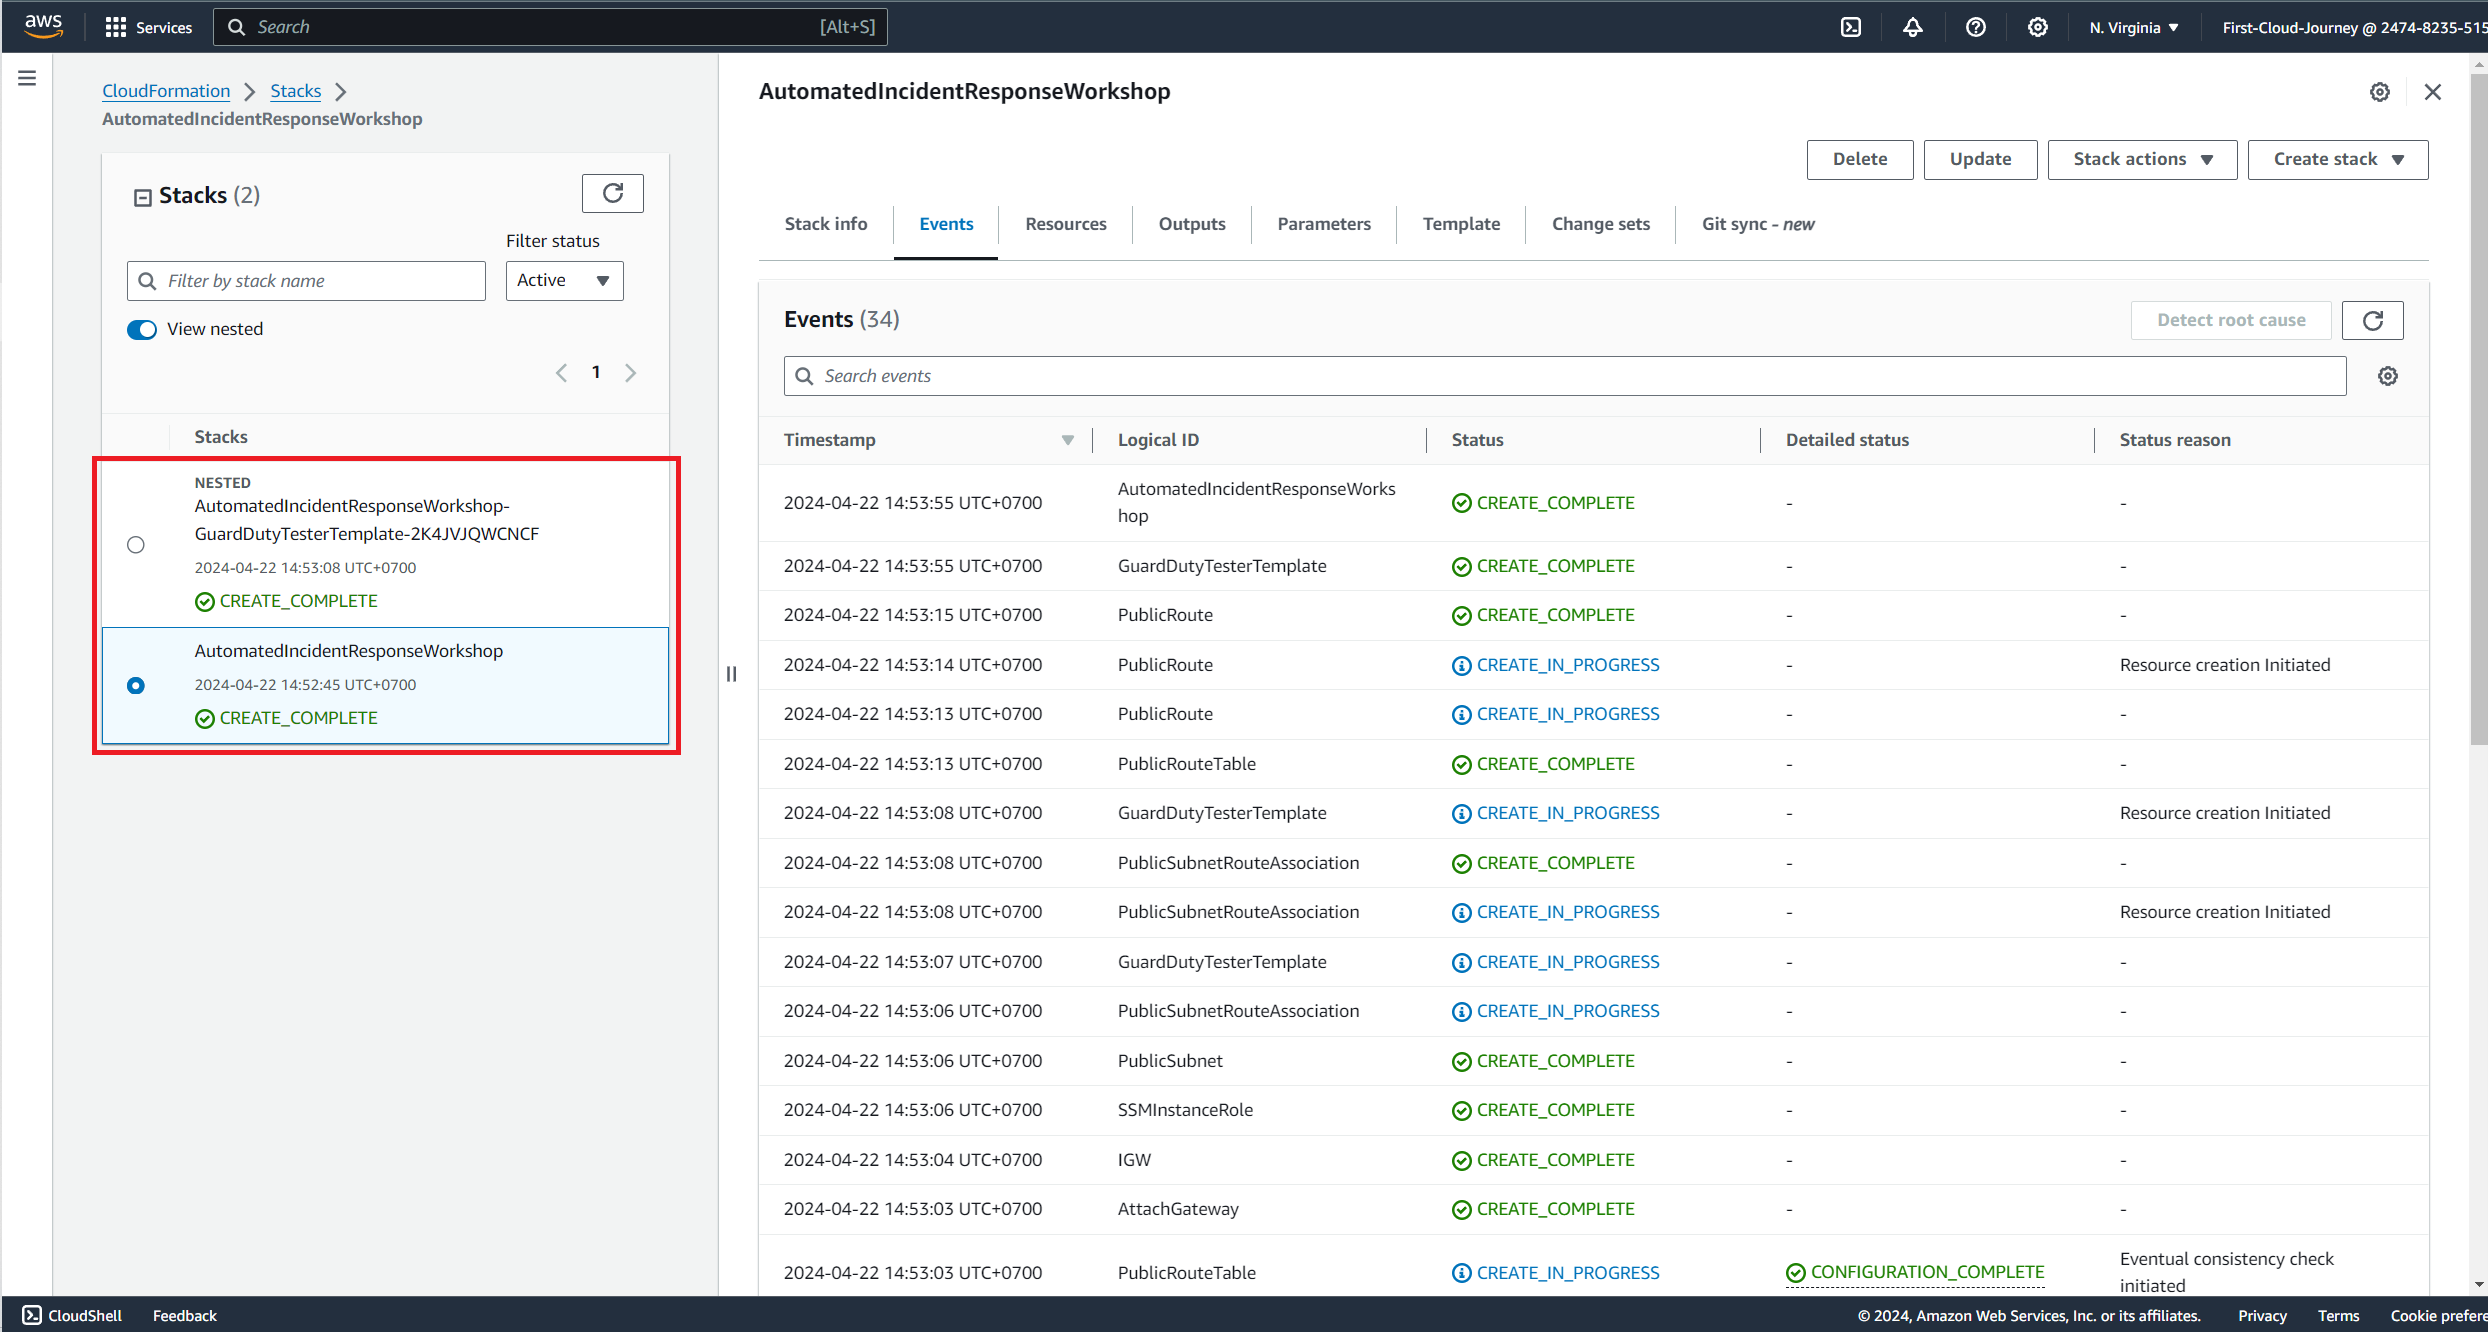 aws
Services
Search
[Alt+S]
N. Virginia
First-Cloud-Journey @ 2474-8235-515
CloudFormation
Stacks
AutomatedIncidentResponseWorkshop
Stacks (2)
Filter status
Filter by stack name
Active
View nested
1
Stacks
NESTED
AutomatedIncidentResponseWorkshop-
GuardDutyTesterTemplate-2K4JVJQWCNCF
2024-04-22 14:53:08 UTC+0700
CREATE_COMPLETE
AutomatedIncidentResponseWorkshop
2024-04-22 14:52:45 UTC+0700
CREATE_COMPLETE
AutomatedIncidentResponseWorkshop
Delete
Update
Stack actions
Create stack
Stack info
Events
Resources
Outputs
Parameters
Template
Change sets
Git sync - new
Events (34)
Detect root cause
Search events
Timestamp Logical ID Status Detailed status Status reason
2024-04-22 14:53:55 UTC+0700 AutomatedIncidentResponseWorks
hop CREATE_COMPLETE - -
2024-04-22 14:53:55 UTC+0700 GuardDutyTesterTemplate CREATE_COMPLETE - -
2024-04-22 14:53:15 UTC+0700 PublicRoute CREATE_COMPLETE - -
2024-04-22 14:53:14 UTC+0700 PublicRoute CREATE_IN_PROGRESS - Resource creation Initiated
2024-04-22 14:53:13 UTC+0700 PublicRoute CREATE_IN_PROGRESS - -
2024-04-22 14:53:13 UTC+0700 PublicRouteTable CREATE_COMPLETE - -
2024-04-22 14:53:08 UTC+0700 GuardDutyTesterTemplate CREATE_IN_PROGRESS - Resource creation Initiated
2024-04-22 14:53:08 UTC+0700 PublicSubnetRouteAssociation CREATE_COMPLETE - -
2024-04-22 14:53:08 UTC+0700 PublicSubnetRouteAssociation CREATE_IN_PROGRESS - Resource creation Initiated
2024-04-22 14:53:07 UTC+0700 GuardDutyTesterTemplate CREATE_IN_PROGRESS - -
2024-04-22 14:53:06 UTC+0700 PublicSubnetRouteAssociation CREATE_IN_PROGRESS - -
2024-04-22 14:53:06 UTC+0700 PublicSubnet CREATE_COMPLETE - -
2024-04-22 14:53:06 UTC+0700 SSMInstanceRole CREATE_COMPLETE - -
2024-04-22 14:53:04 UTC+0700 IGW CREATE_COMPLETE - -
2024-04-22 14:53:03 UTC+0700 AttachGateway CREATE_COMPLETE - -
2024-04-22 14:53:03 UTC+0700 PublicRouteTable CREATE_IN_PROGRESS CONFIGURATION_COMPLETE Eventual consistency check
initiated
CloudShell
Feedback
© 2024, Amazon Web Services, Inc. or its affiliates.
Privacy
Terms
Cookie prefere